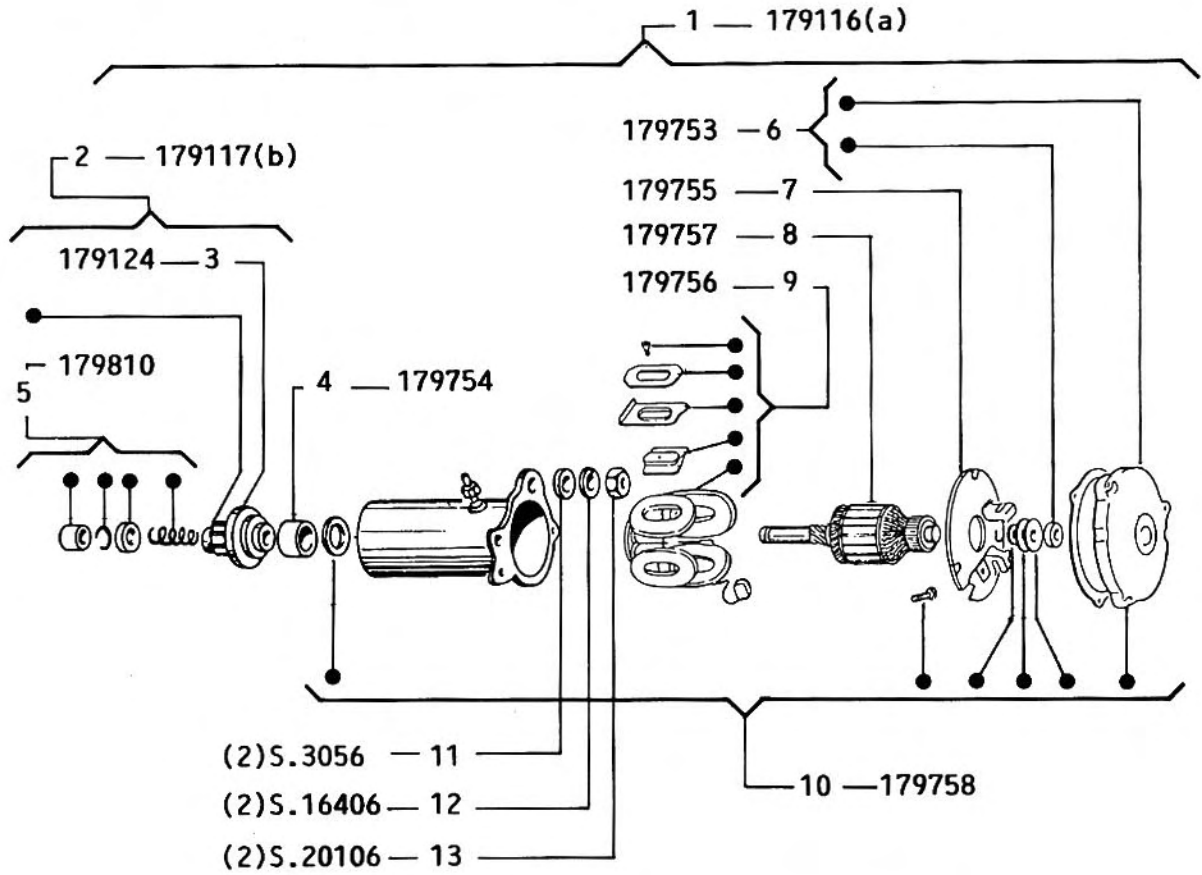 1 — 179116(a)
179753 — 6
2 — 179117(b)
179755 — 7
179757 — 8
179124 — 3
179756 — 9
179810
5
4 — 179754
(2)S.3056 — 11
10 — 179758
(2)S.16406 — 12
(2)S.20106 — 13